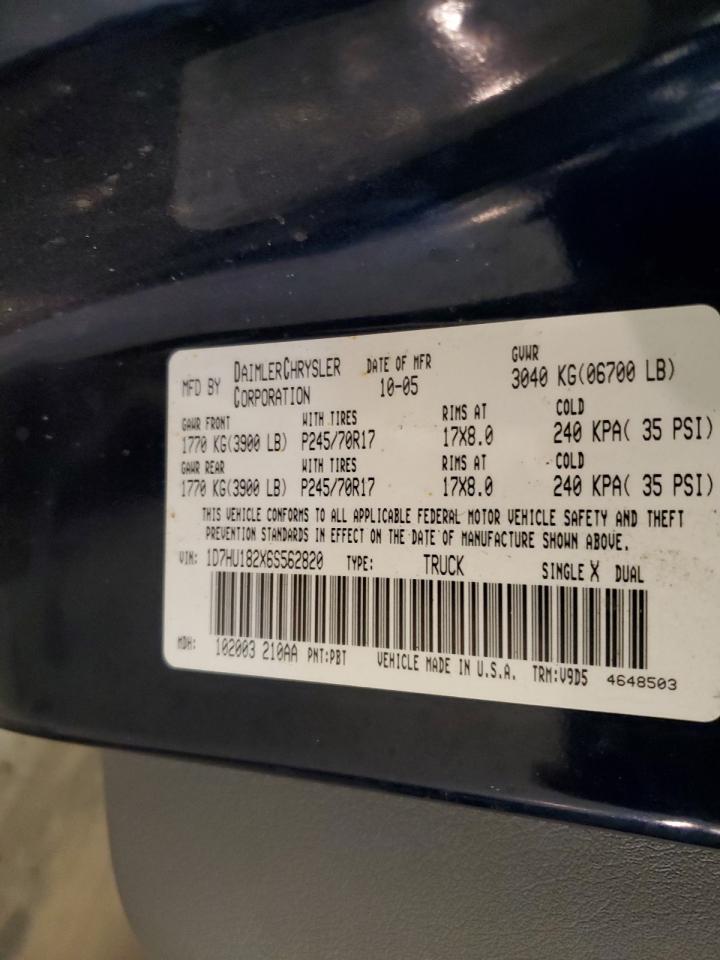 MFD BY DAIMLERCHRYSLER CORPORATION DATE OF MFR 10-05 GVWR 3040 KG(06700 LB)
GAWR FRONT WITH TIRES RIMS AT COLD
1770 KG(3900 LB) P245/70R17 17X8.0 240 KPA( 35 PSI)
GAWR REAR WITH TIRES RIMS AT COLD
1770 KG(3900 LB) P245/70R17 17X8.0 240 KPA( 35 PSI)
THIS VEHICLE CONFORMS TO ALL APPLICABLE FEDERAL MOTOR VEHICLE SAFETY AND THEFT
PREVENTION STANDARDS IN EFFECT ON THE DATE OF MANUFACTURE SHOWN ABOVE.
VIN: 1D7HU182X6S562820 TYPE: TRUCK SINGLE X DUAL
MDH: 102003 210AA PNT:PBT VEHICLE MADE IN U.S.A. TRM:V9D5 4648503